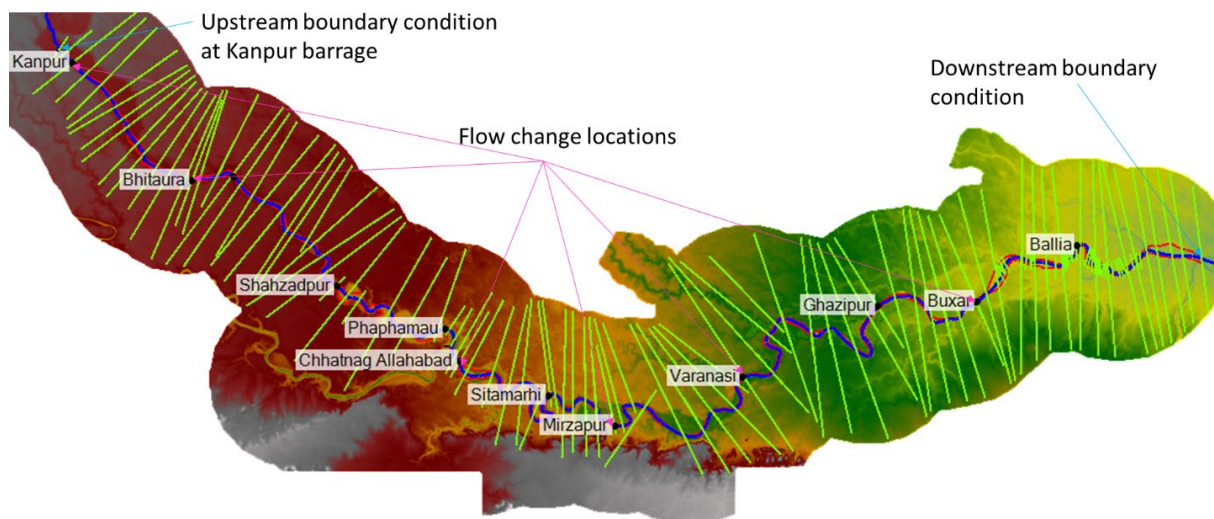 Upstream boundary condition
at Kanpur barrage
Kanpur
Downstream boundary
condition
Flow change locations
Bhitaura
Ballia
Shahzadpur
Ghazipur
Buxar
Phaphamau
Chhatnag Allahabad
Varanasi
Sitamarhi
Mirzapur